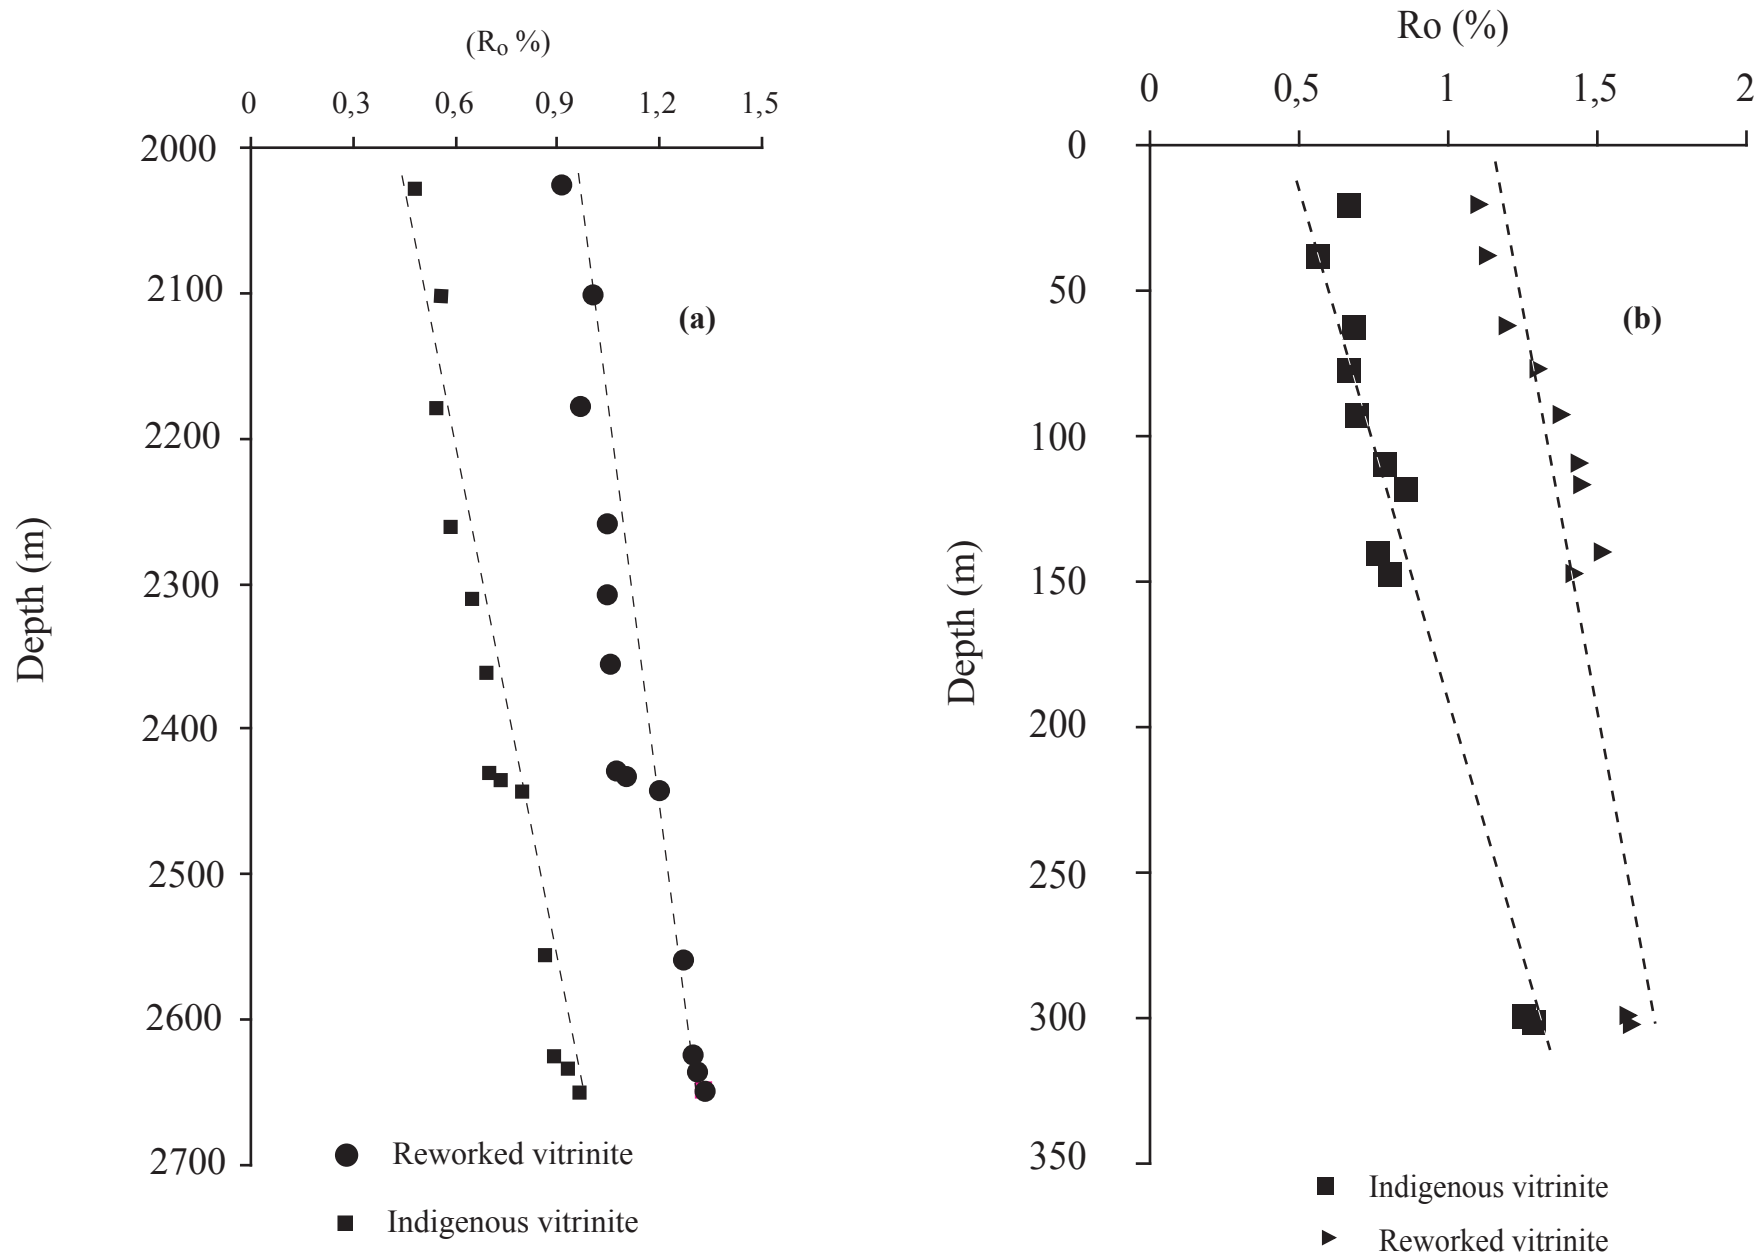 (Ro %)
0 0,3 0,6 0,9 1,2 1,5
2000
2100
2200
2300
2400
2500
2600
2700
Depth (m)
(a)
Reworked vitrinite
Indigenous vitrinite
Ro (%)
0 0,5 1 1,5 2
0
50
100
150
200
250
300
350
Depth (m)
(b)
Indigenous vitrinite
Reworked vitrinite